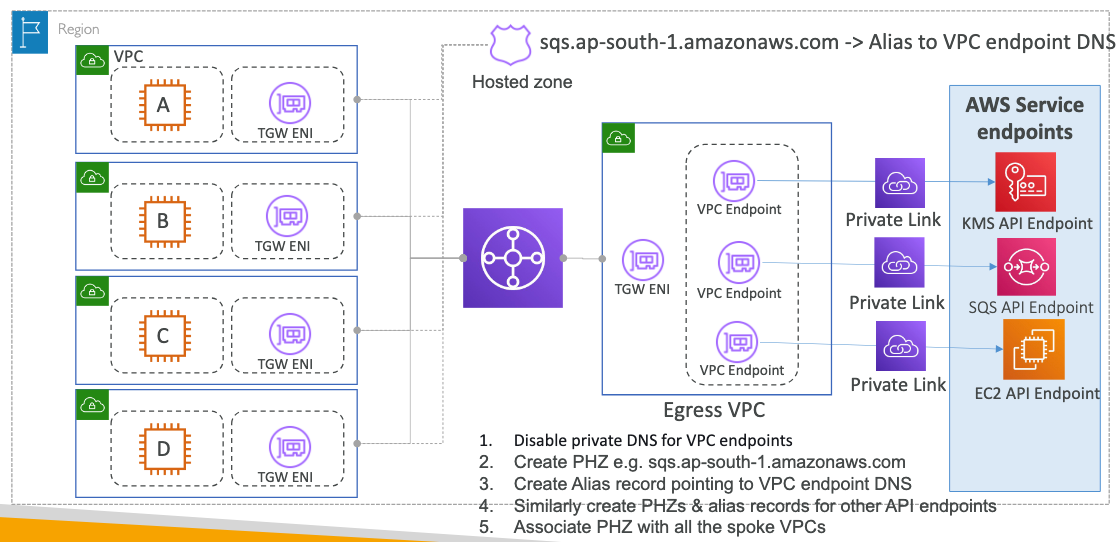 Region
sqs.ap-south-1.amazonaws.com -> Alias to VPC endpoint DNS
Hosted zone
VPC
A
TGW ENI
B
TGW ENI
C
TGW ENI
D
TGW ENI
TGW ENI
VPC Endpoint
VPC Endpoint
VPC Endpoint
Egress VPC
Private Link
Private Link
Private Link
AWS Service
endpoints
KMS API Endpoint
SQS API Endpoint
EC2 API Endpoint
1. Disable private DNS for VPC endpoints
2. Create PHZ e.g. sqs.ap-south-1.amazonaws.com
3. Create Alias record pointing to VPC endpoint DNS
4. Similarly create PHZs & alias records for other API endpoints
5. Associate PHZ with all the spoke VPCs